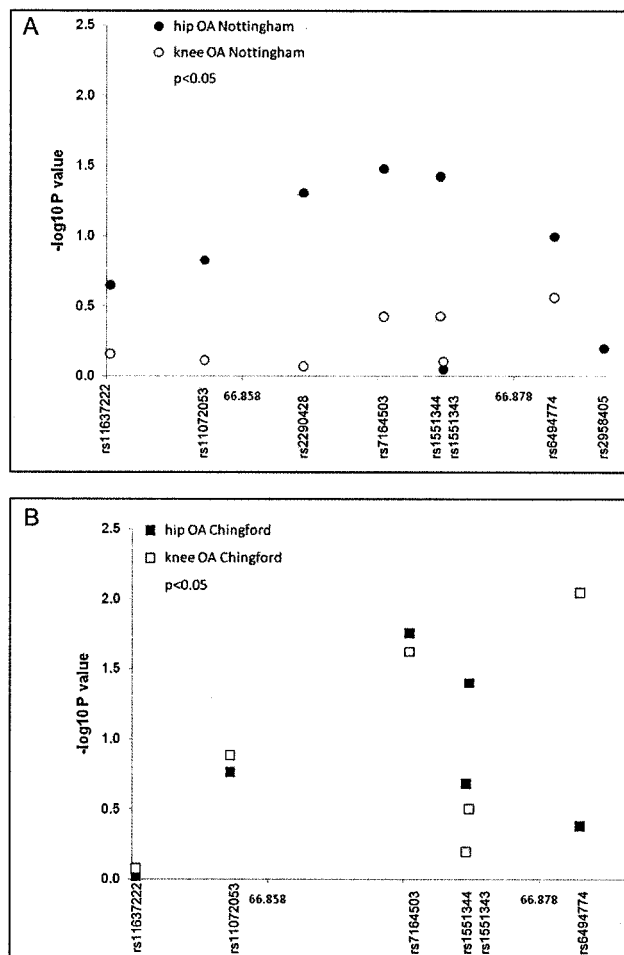 A
hip OA Nottingham
knee OA Nottingham
p<0.05
-log10 P value
2.5
2.0
1.5
1.0
0.5
0.0
66.858
66.878
rs11637222
rs11072053
rs2290428
rs7164503
rs1551344
rs1551343
rs6494774
rs2958405
B
hip OA Chingford
knee OA Chingford
p<0.05
-log10 P value
2.5
2.0
1.5
1.0
0.5
0.0
66.858
66.878
rs11637222
rs11072053
rs7164503
rs1551344
rs1551343
rs6494774